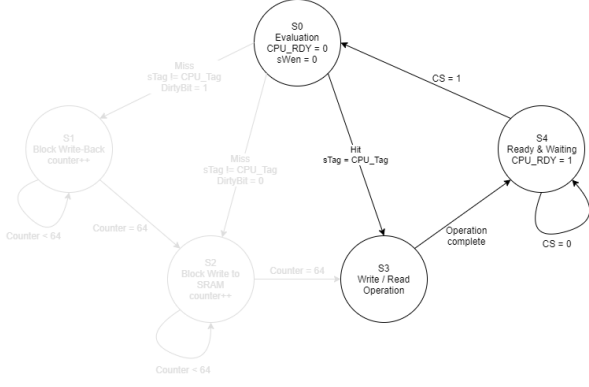 S0
Evaluation
CPU_RDY = 0
sWen = 0
Miss
sTag != CPU_Tag
DirtyBit = 1
CS = 1
S1
Block Write-Back
counter++
Miss
sTag != CPU_Tag
DirtyBit = 0
Hit
sTag = CPU_Tag
S4
Ready & Waiting
CPU_RDY = 1
Counter < 64
Counter = 64
Operation
complete
CS = 0
S2
Block Write to
SRAM
counter++
Counter = 64
S3
Write / Read
Operation
Counter < 64